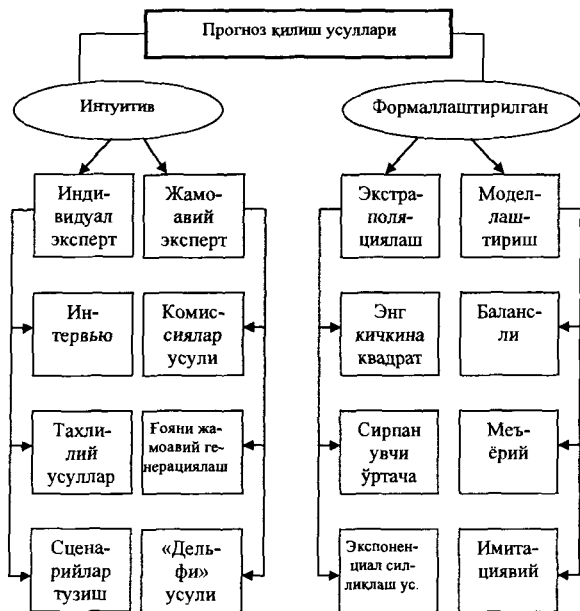 Прогноз қилиш усуллари
Интуитив
Формаллаштирилган
Инди-
видуал
эксперт
Жамо-
авий
эксперт
Экстра-
поля-
циялаш
Модел-
лаш-
тириш
Ин-
тервью
Комис-
сиялар
усули
Энг
кичкина
квадрат
Баланс-
ли
Тахли-
лий
усуллар
Ғояни жа-
моавий ге-
нерациялаш
Сирпан
увчи
ўртача
Меъ-
ёрий
Сцена-
рийлар
тузиш
«Дель-
фи»
усули
Экспонен-
циал сил-
лиқлаш ус.
Имита-
циявий